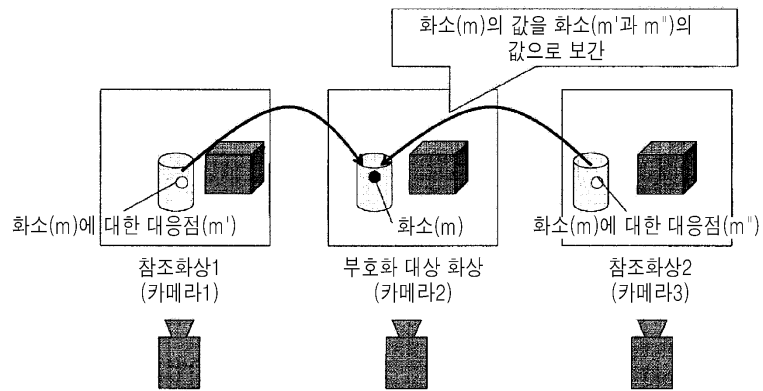 화소(m)의 값을 화소(m'과 m")의
값으로 보간
화소(m)에 대한 대응점(m')
화소(m)
화소(m)에 대한 대응점(m")
참조화상1
(카메라1)
부호화 대상 화상
(카메라2)
참조화상2
(카메라3)